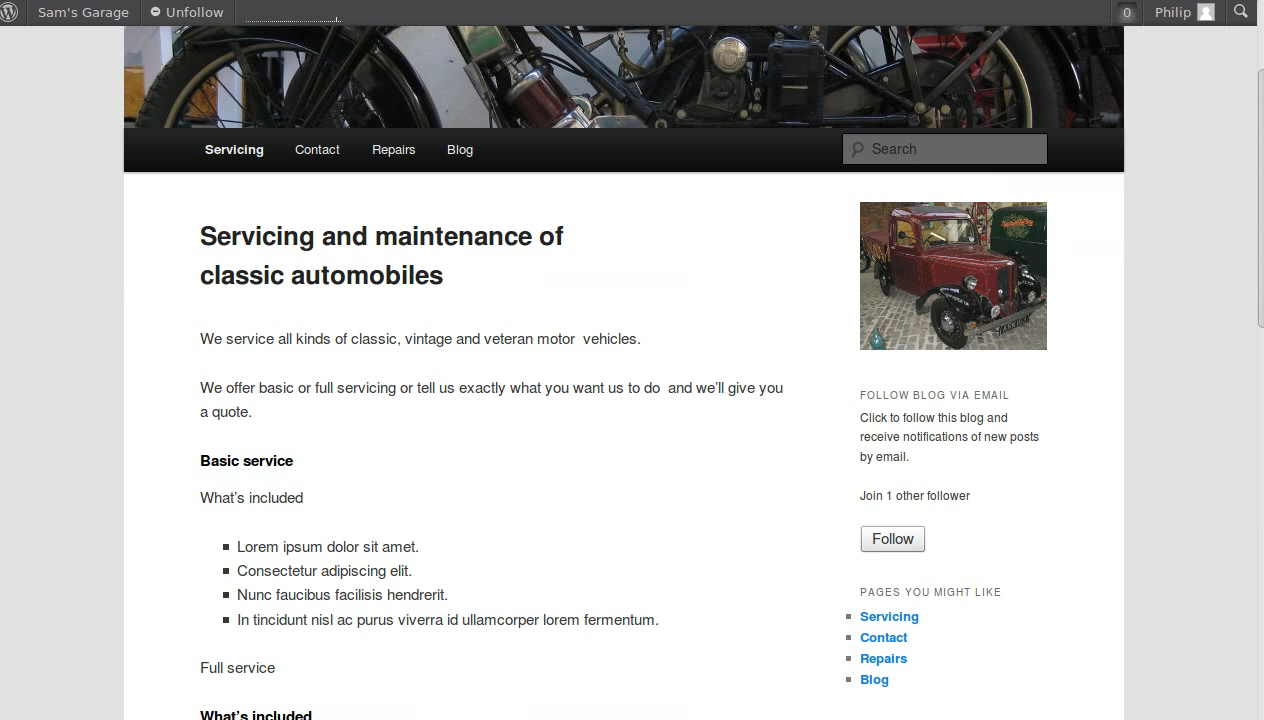 Sam's Garage Unfollow 0 Philip
Servicing Contact Repairs Blog Search
Servicing and maintenance of
classic automobiles
We service all kinds of classic, vintage and veteran motor  vehicles.
We offer basic or full servicing or tell us exactly what you want us to do  and we’ll give you
a quote.
Basic service
What’s included
Lorem ipsum dolor sit amet.
Consectetur adipiscing elit.
Nunc faucibus facilisis hendrerit.
In tincidunt nisl ac purus viverra id ullamcorper lorem fermentum.
Full service
What’s included
FOLLOW BLOG VIA EMAIL
Click to follow this blog and
receive notifications of new posts
by email.
Join 1 other follower
Follow
PAGES YOU MIGHT LIKE
Servicing
Contact
Repairs
Blog